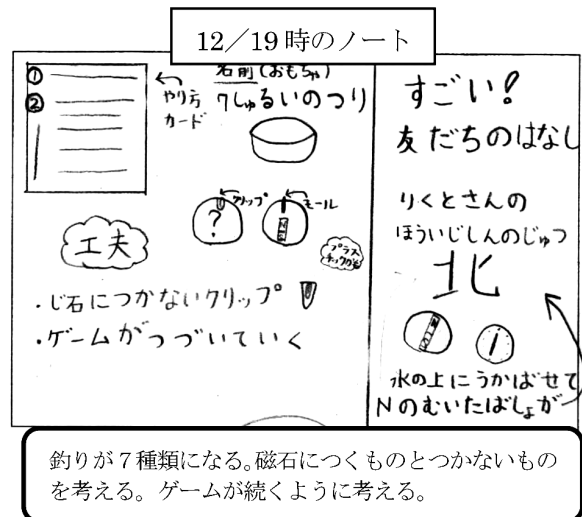 12／19時のノート
①
②
やり方
カード
名前(おもちゃ)
7しゅるいのつり
クリップ
モール
?
N
S
プラス
チックのも
工夫
・じ石につかないクリップ
・ゲームがつづいていく
すごい!
友だちのはなし
りくとさんの
ほういじしんのじゅつ
北
水の上にうかばせて
Nのむいたばしょが
釣りが７種類になる。磁石につくものとつかないもの
を考える。ゲームが続くように考える。